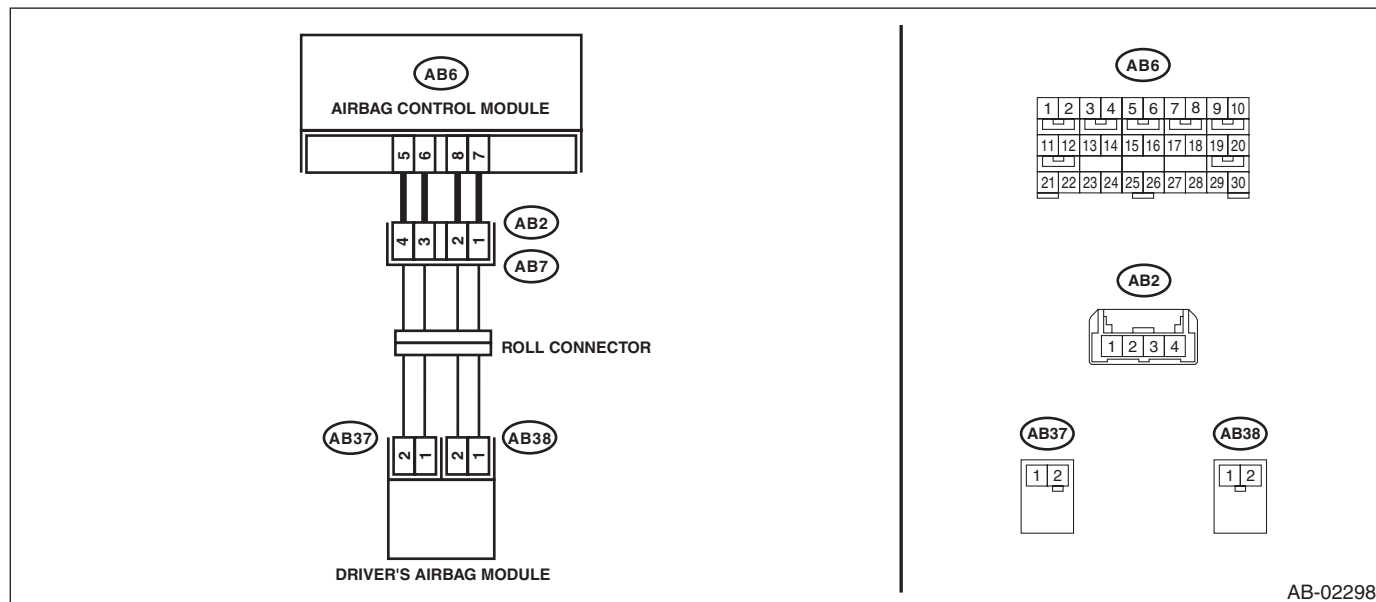 AB6
AIRBAG CONTROL MODULE
5 6 8 7
AB2
4 3 2 1
AB7
ROLL CONNECTOR
AB37
2 1 2 1
AB38
DRIVER'S AIRBAG MODULE
AB6
1 2 3 4 5 6 7 8 9 10
11 12 13 14 15 16 17 18 19 20
21 22 23 24 25 26 27 28 29 30
AB2
1 2 3 4
AB37
1 2
AB38
1 2
AB-02298